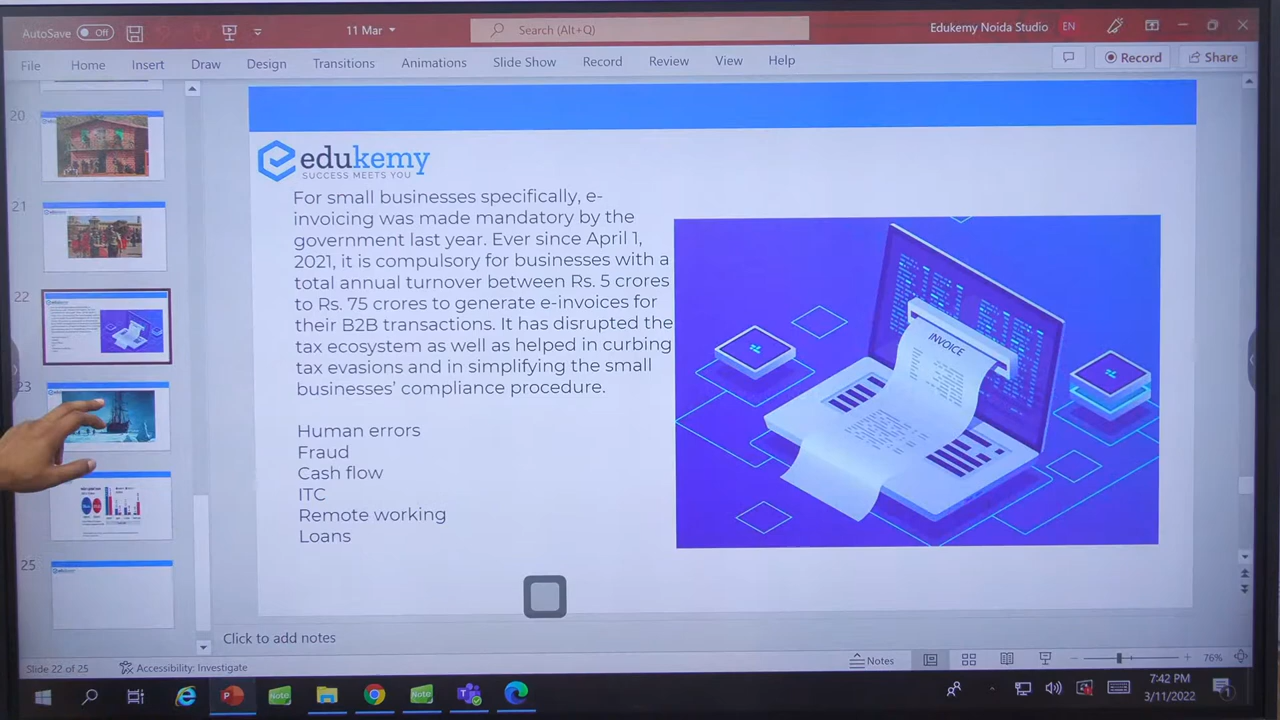 AutoSave Off
11 Mar
Search (Alt+Q)
Edukemy Noida Studio EN
File Home Insert Draw Design Transitions Animations Slide Show Record Review View Help
Record Share
20
21
22
23
25
edukemy
SUCCESS MEETS YOU
For small businesses specifically, e-
invoicing was made mandatory by the
government last year. Ever since April 1,
2021, it is compulsory for businesses with a
total annual turnover between Rs. 5 crores
to Rs. 75 crores to generate e-invoices for
their B2B transactions. It has disrupted the
tax ecosystem as well as helped in curbing
tax evasions and in simplifying the small
businesses' compliance procedure.
Human errors
Fraud
Cash flow
ITC
Remote working
Loans
INVOICE
Click to add notes
Slide 22 of 25 Accessibility: Investigate
Notes
76%
Note
Note
7:42 PM
3/11/2022
1